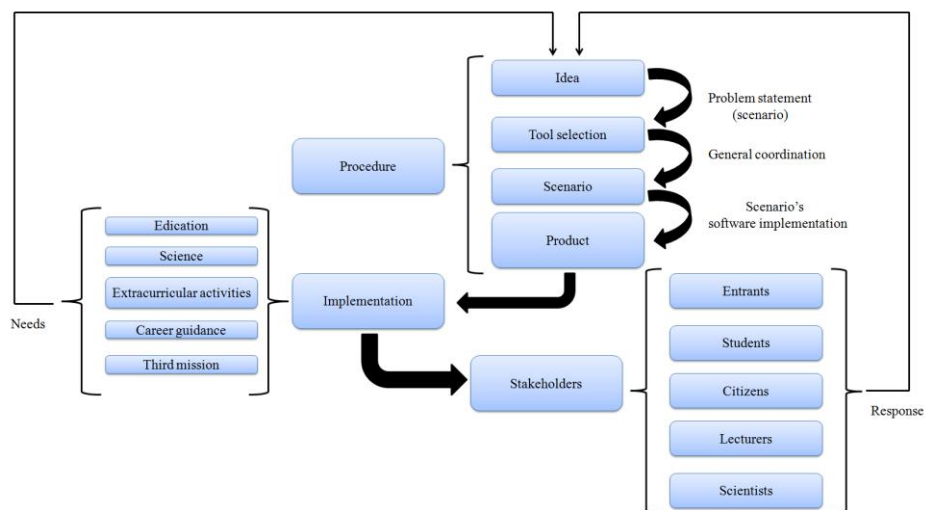 Idea
Problem statement
(scenario)
Tool selection
General coordination
Procedure
Scenario
Scenario's
software implementation
Product
Edication
Science
Extracurricular activities
Career guidance
Third mission
Needs
Implementation
Stakeholders
Entrants
Students
Citizens
Lecturers
Scientists
Response